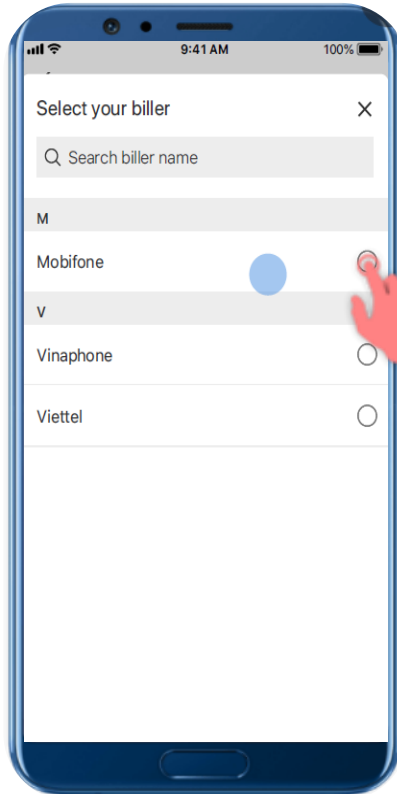 9:41 AM 100%
Select your biller
Search biller name
M
Mobifone
V
Vinaphone
Viettel